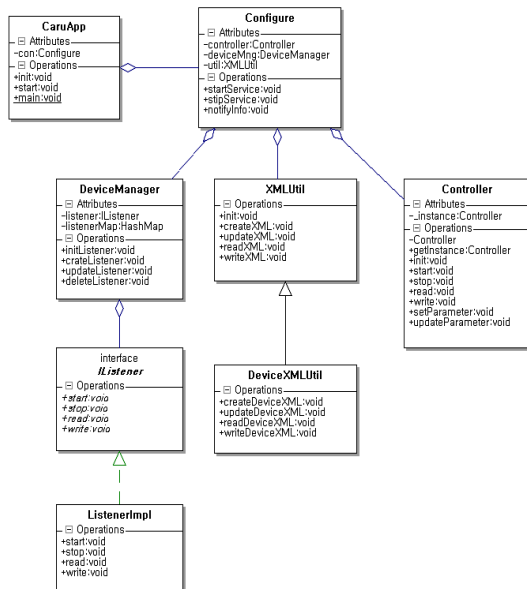 CaruApp
Attributes
-con:Configure
Operations
+init:void
+start:void
+main:void
Configure
Attributes
-controller:Controller
-deviceMng:DeviceManager
-util:XMLUtil
Operations
+startService:void
+stipService:void
+notifyInfo:void
DeviceManager
Attributes
-listener:IListener
-listenerMap:HashMap
Operations
+initListener:void
+crateListener:void
+updateListener:void
+deleteListener:void
XMLUtil
Operations
+init:void
+createXML:void
+updateXML:void
+readXML:void
+writeXML:void
Controller
Attributes
-_instance:Controller
Operations
-Controller
+getInstance:Controller
+init:void
+start:void
+stop:void
+read:void
+write:void
+setParameter:void
+updateParameter:void
interface
IListener
Operations
+start:void
+stop:void
+read:void
+write:void
DeviceXMLUtil
Operations
+createDeviceXML:void
+updateDeviceXML:void
+readDeviceXML:void
+writeDeviceXML:void
ListenerImpl
Operations
+start:void
+stop:void
+read:void
+write:void